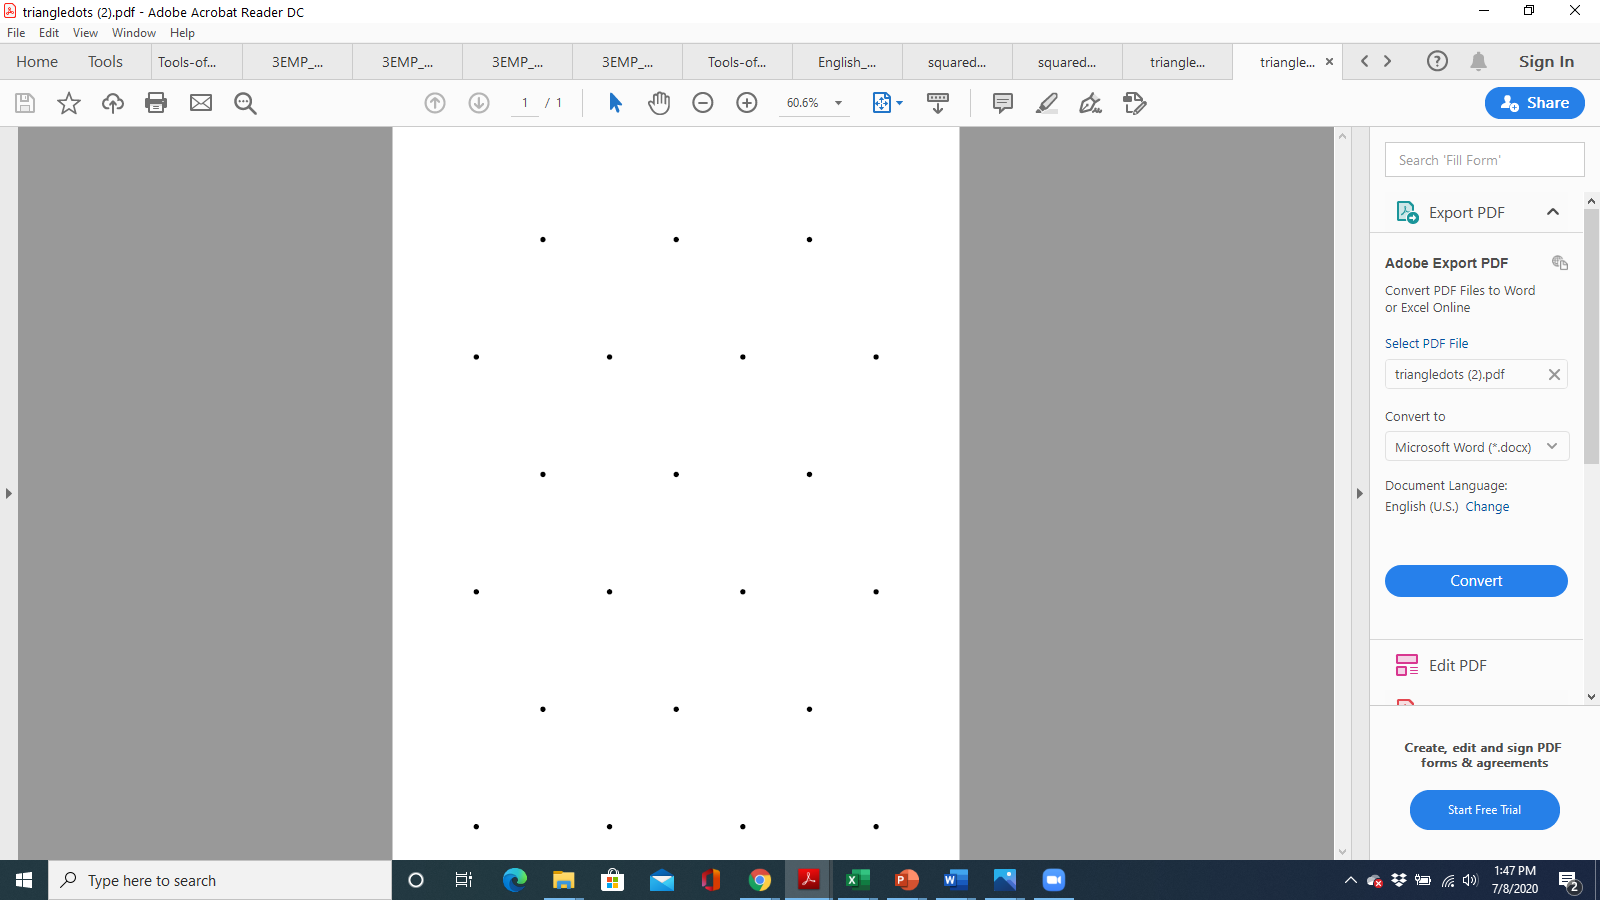 triangledots (2).pdf - Adobe Acrobat Reader DC
File Edit View Window Help
Home Tools Tools-of... 3EMP_... 3EMP_... 3EMP_... 3EMP_... Tools-of... English_... squared... squared... triangle... triangle... Sign In
1 / 1 60.6% Share
Search 'Fill Form'
Export PDF
Adobe Export PDF
Convert PDF Files to Word
or Excel Online
Select PDF File
triangledots (2).pdf
Convert to
Microsoft Word (*.docx)
Document Language:
English (U.S.) Change
Convert
Edit PDF
Create, edit and sign PDF
forms & agreements
Start Free Trial
Type here to search
1:47 PM
7/8/2020
2